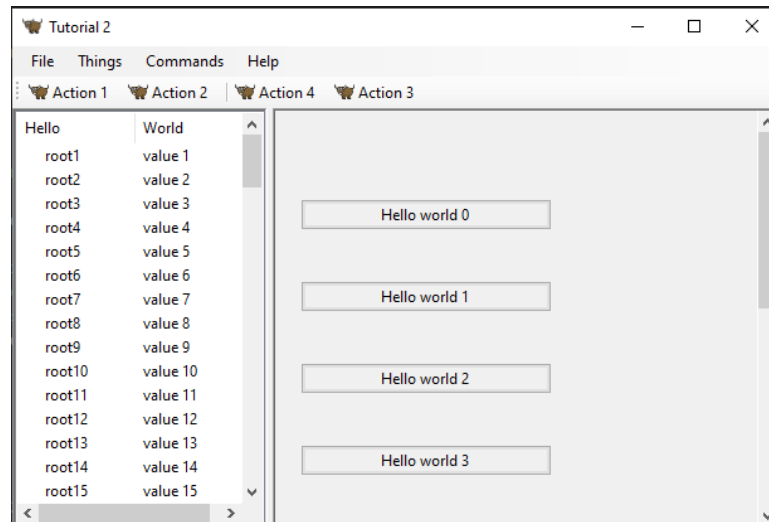 Tutorial 2
File Things Commands Help
Action 1 Action 2 Action 4 Action 3
Hello World
root1 value 1
root2 value 2
root3 value 3
root4 value 4
root5 value 5
root6 value 6
root7 value 7
root8 value 8
root9 value 9
root10 value 10
root11 value 11
root12 value 12
root13 value 13
root14 value 14
root15 value 15
Hello world 0
Hello world 1
Hello world 2
Hello world 3